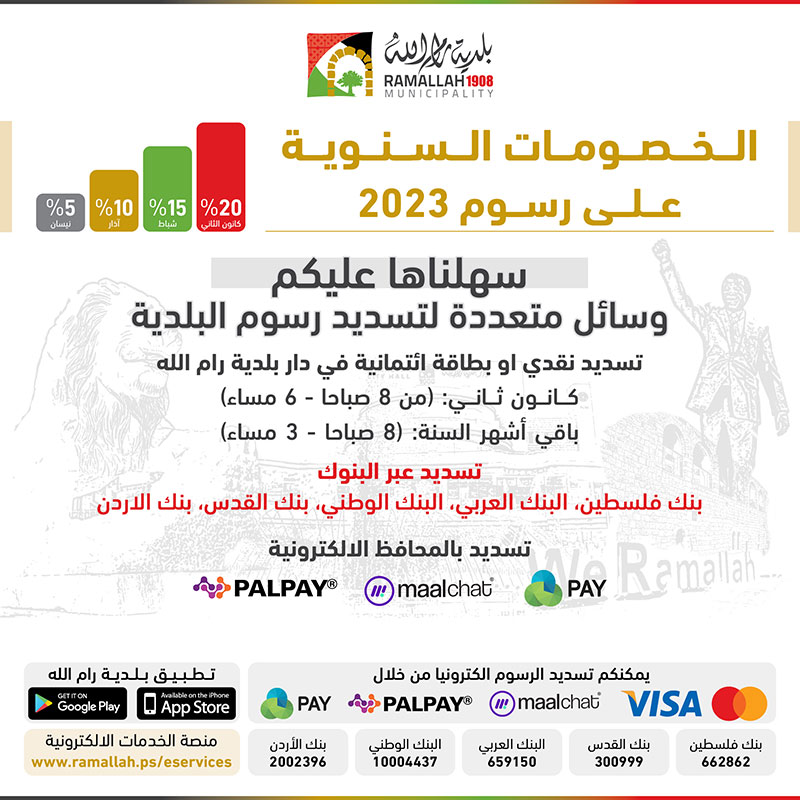 بلدية رام الله
RAMALLAH 1908
MUNICIPALITY
الخصومات السنوية
على رسوم 2023
%20
كانون الثاني
%15
شباط
%10
آذار
%5
نيسان
سهلناها عليكم
وسائل متعددة لتسديد رسوم البلدية
تسديد نقدي او بطاقة ائتمانية في دار بلدية رام الله
كانون ثاني: (من 8 صباحا - 6 مساء)
باقي أشهر السنة: (8 صباحا - 3 مساء)
تسديد عبر البنوك
بنك فلسطين، البنك العربي، البنك الوطني، بنك القدس، بنك الاردن
تسديد بالمحافظ الالكترونية
PALPAY®
maalchat
PAY
We Ramallah
يمكنكم تسديد الرسوم الكترونيا من خلال
PAY
PALPAY®
maalchat
VISA
تطبيق بلدية رام الله
GET IT ON
Google Play
Available on the iPhone
App Store
بنك فلسطين
662862
بنك القدس
300999
البنك العربي
659150
البنك الوطني
10004437
بنك الأردن
2002396
منصة الخدمات الالكترونية
www.ramallah.ps/eservices